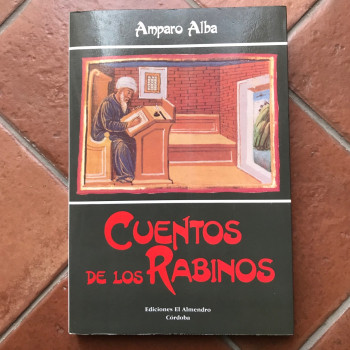 Amparo Alba
CUENTOS
DE LOS RABINOS
Ediciones El Almendro
Córdoba